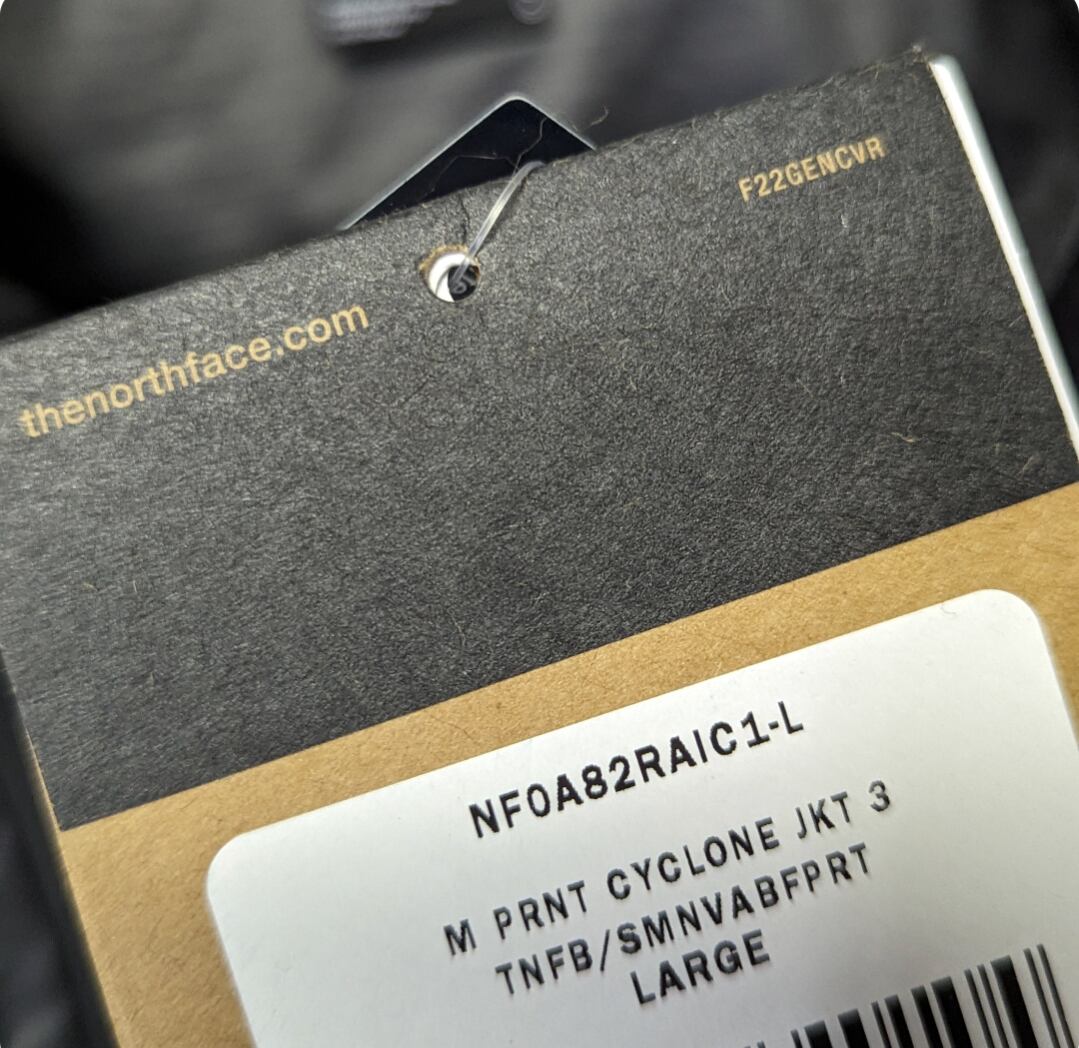 F22GENCVR
thenorthface.com
NF0A82RAIC1-L
M PRNT CYCLONE JKT 3
TNFB/SMNVABFPRT
LARGE